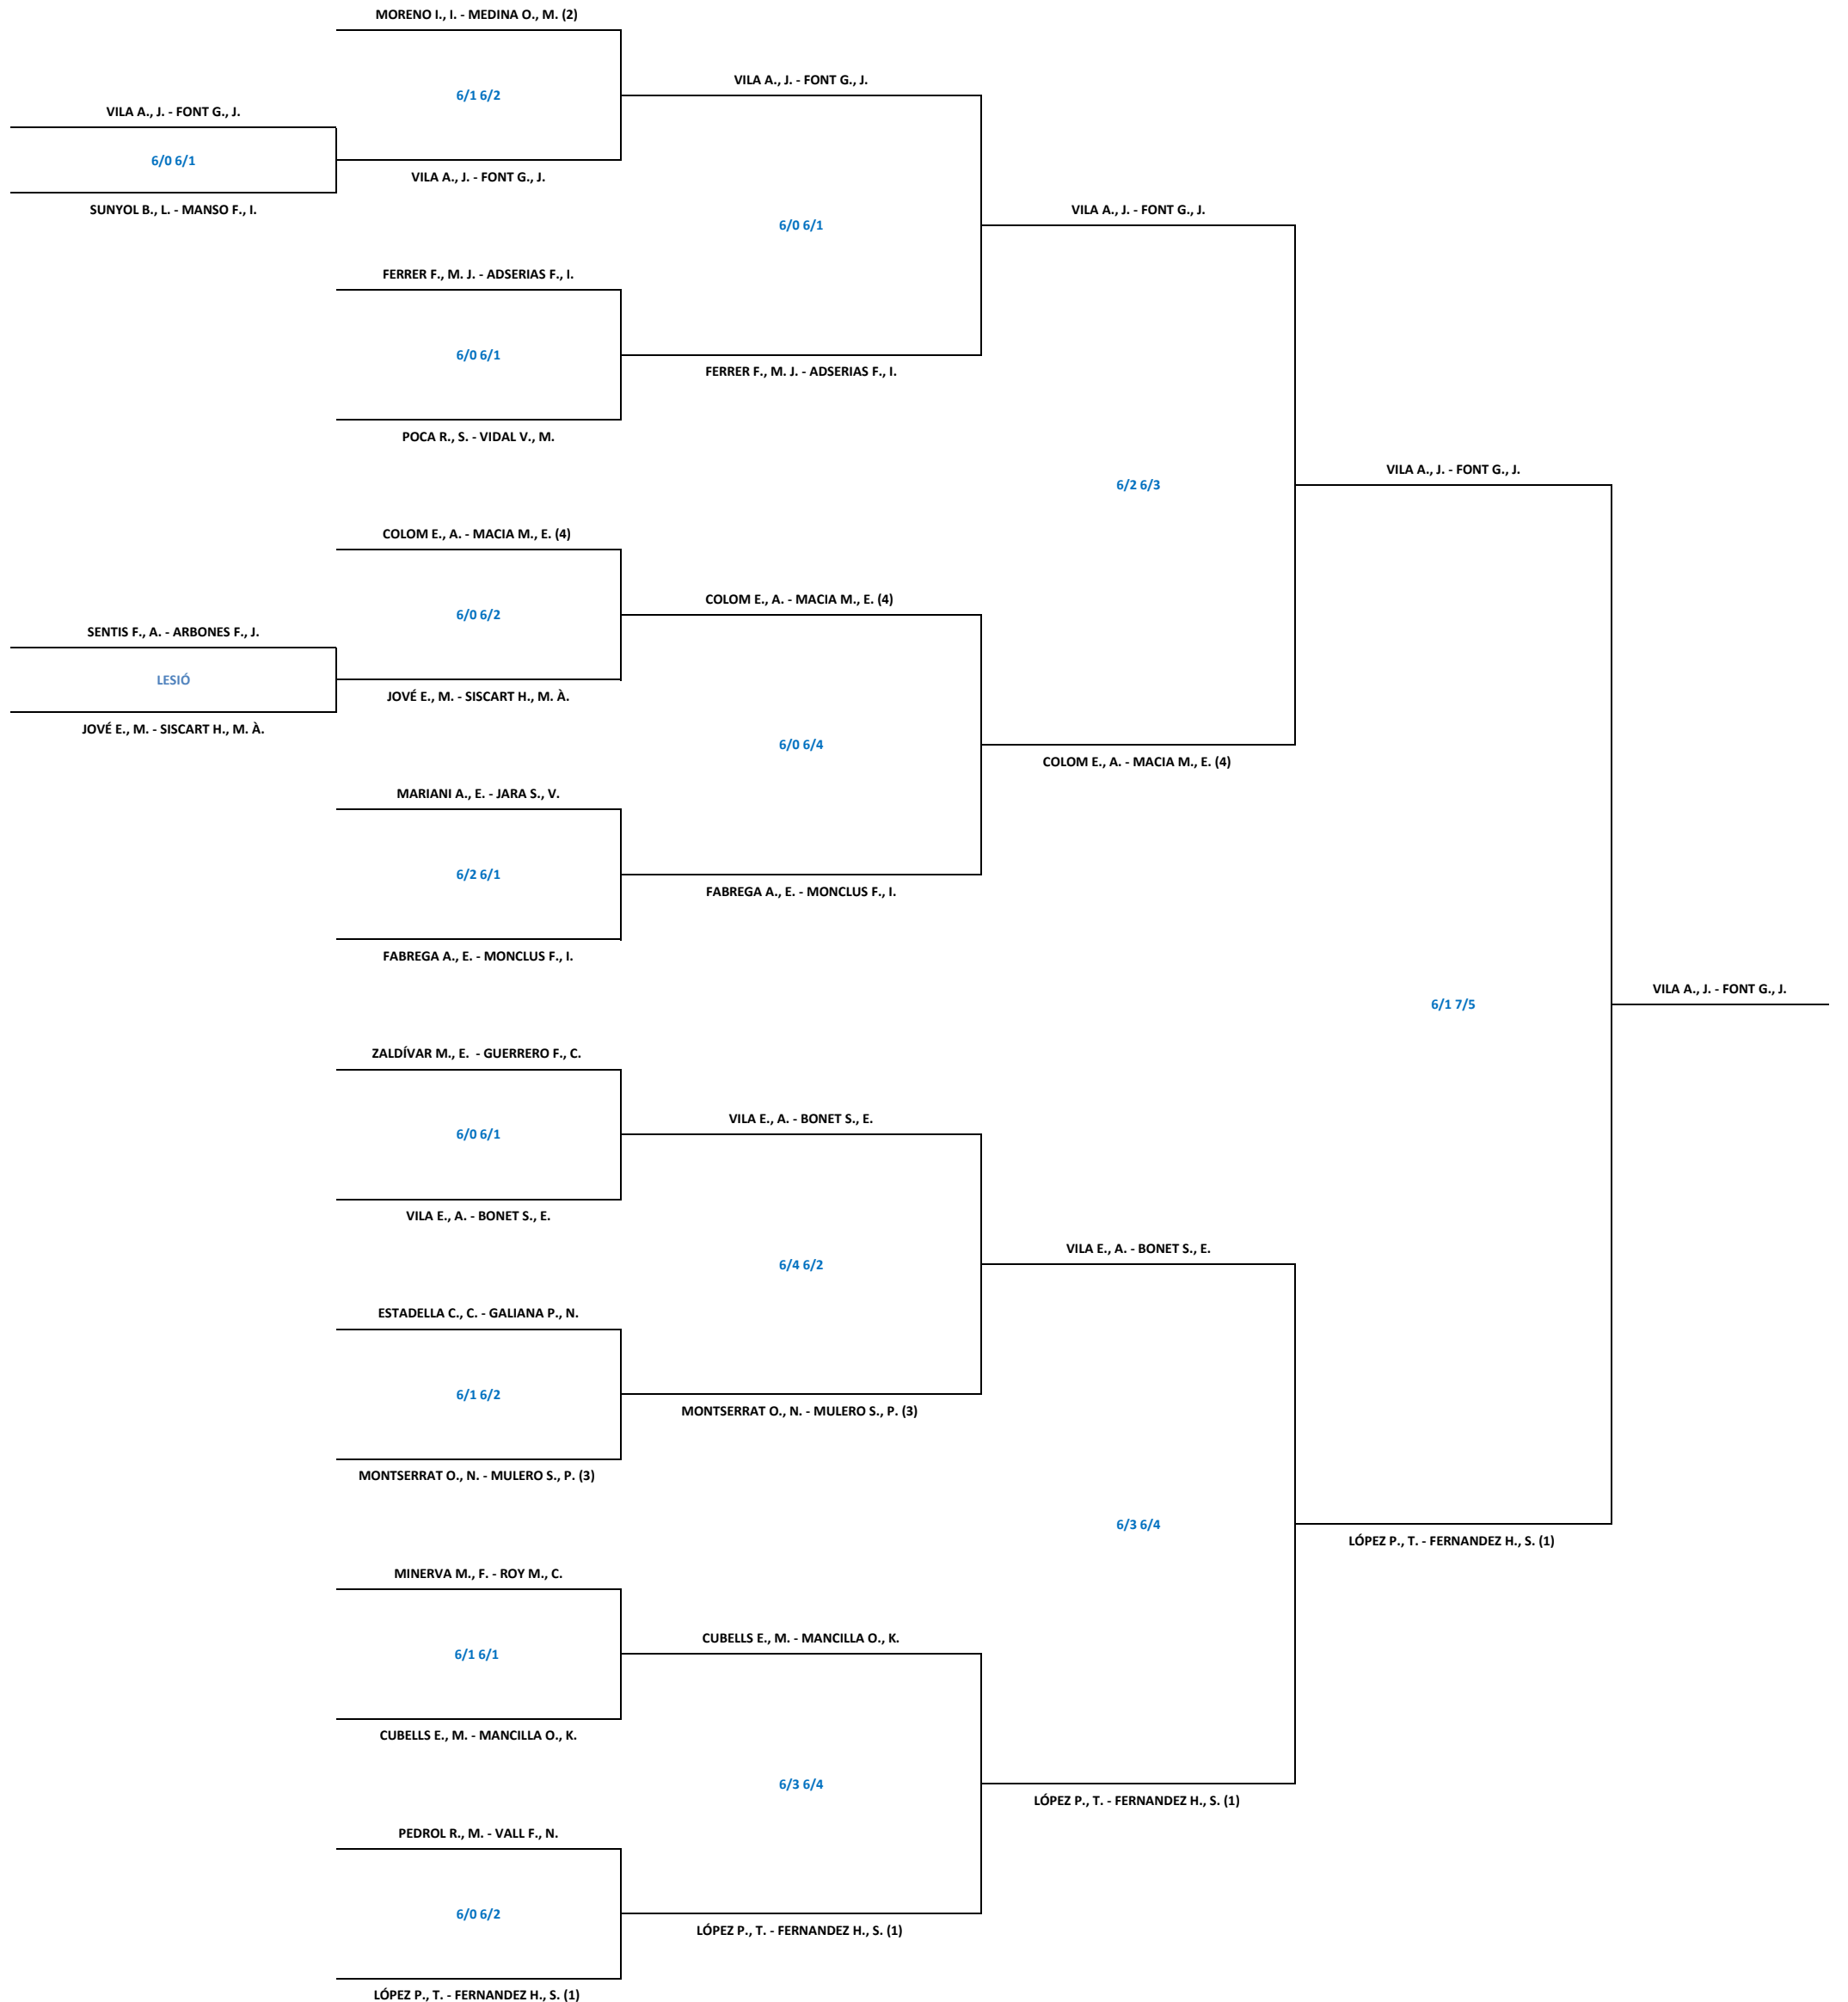 MORENO I., I. - MEDINA O., M. (2)
VILA A., J. - FONT G., J.
6/1 6/2
VILA A., J. - FONT G., J.
6/0 6/1
VILA A., J. - FONT G., J.
SUNYOL B., L. - MANSO F., I.
VILA A., J. - FONT G., J.
6/0 6/1
FERRER F., M. J. - ADSERIAS F., I.
6/0 6/1
FERRER F., M. J. - ADSERIAS F., I.
POCA R., S. - VIDAL V., M.
VILA A., J. - FONT G., J.
6/2 6/3
COLOM E., A. - MACIA M., E. (4)
COLOM E., A. - MACIA M., E. (4)
6/0 6/2
SENTIS F., A. - ARBONES F., J.
LESIÓ
JOVÉ E., M. - SISCART H., M. À.
JOVÉ E., M. - SISCART H., M. À.
6/0 6/4
COLOM E., A. - MACIA M., E. (4)
MARIANI A., E. - JARA S., V.
6/2 6/1
FABREGA A., E. - MONCLUS F., I.
FABREGA A., E. - MONCLUS F., I.
VILA A., J. - FONT G., J.
6/1 7/5
ZALDÍVAR M., E.  - GUERRERO F., C.
VILA E., A. - BONET S., E.
6/0 6/1
VILA E., A. - BONET S., E.
VILA E., A. - BONET S., E.
6/4 6/2
ESTADELLA C., C. - GALIANA P., N.
6/1 6/2
MONTSERRAT O., N. - MULERO S., P. (3)
MONTSERRAT O., N. - MULERO S., P. (3)
6/3 6/4
LÓPEZ P., T. - FERNANDEZ H., S. (1)
MINERVA M., F. - ROY M., C.
CUBELLS E., M. - MANCILLA O., K.
6/1 6/1
CUBELLS E., M. - MANCILLA O., K.
6/3 6/4
LÓPEZ P., T. - FERNANDEZ H., S. (1)
PEDROL R., M. - VALL F., N.
6/0 6/2
LÓPEZ P., T. - FERNANDEZ H., S. (1)
LÓPEZ P., T. - FERNANDEZ H., S. (1)